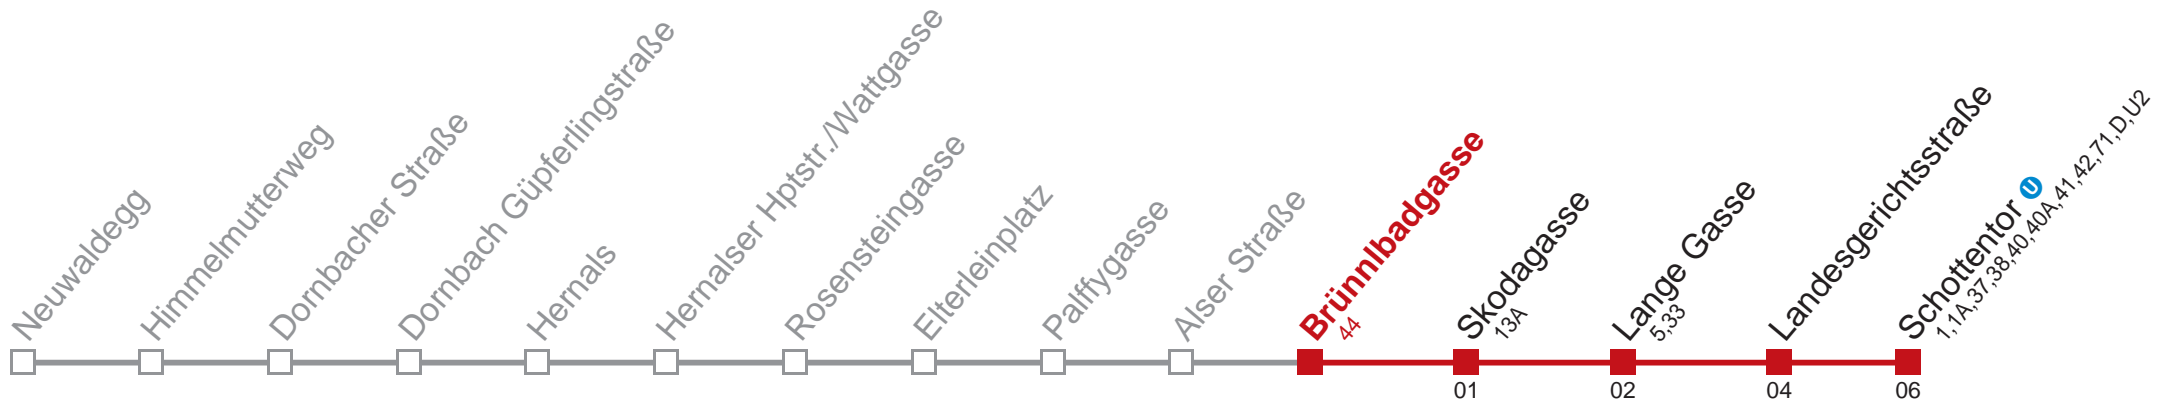 Neuwaldegg
Himmelmutterweg
Dornbacher Straße
Dornbach Güpferlingstraße
Hernals
Hernalser Hptstr./Wattgasse
Rosensteingasse
Elterleinplatz
Palffygasse
Alser Straße
Brünnlbadgasse
44
Skodagasse
13A
Lange Gasse
5,33
Landesgerichtsstraße
Schottentor U
1,1A,37,38,40,40A,41,42,71,D,U2
01
02
04
06